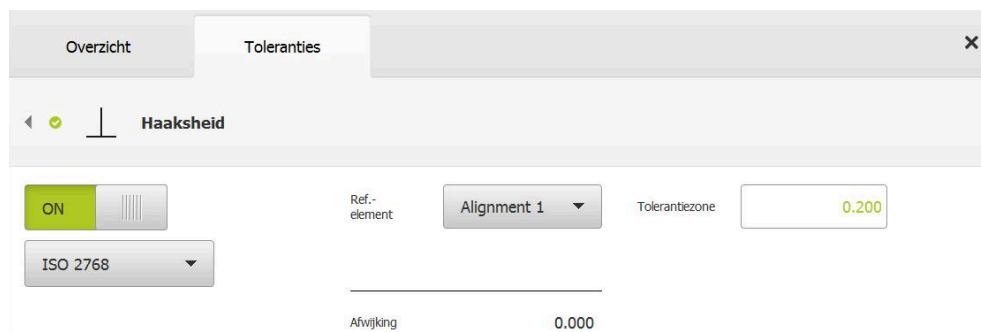 Overzicht
Toleranties
Haaksheid
ON
Ref.-
element
Alignment 1
Tolerantiezone
0.200
ISO 2768
Afwijking
0.000